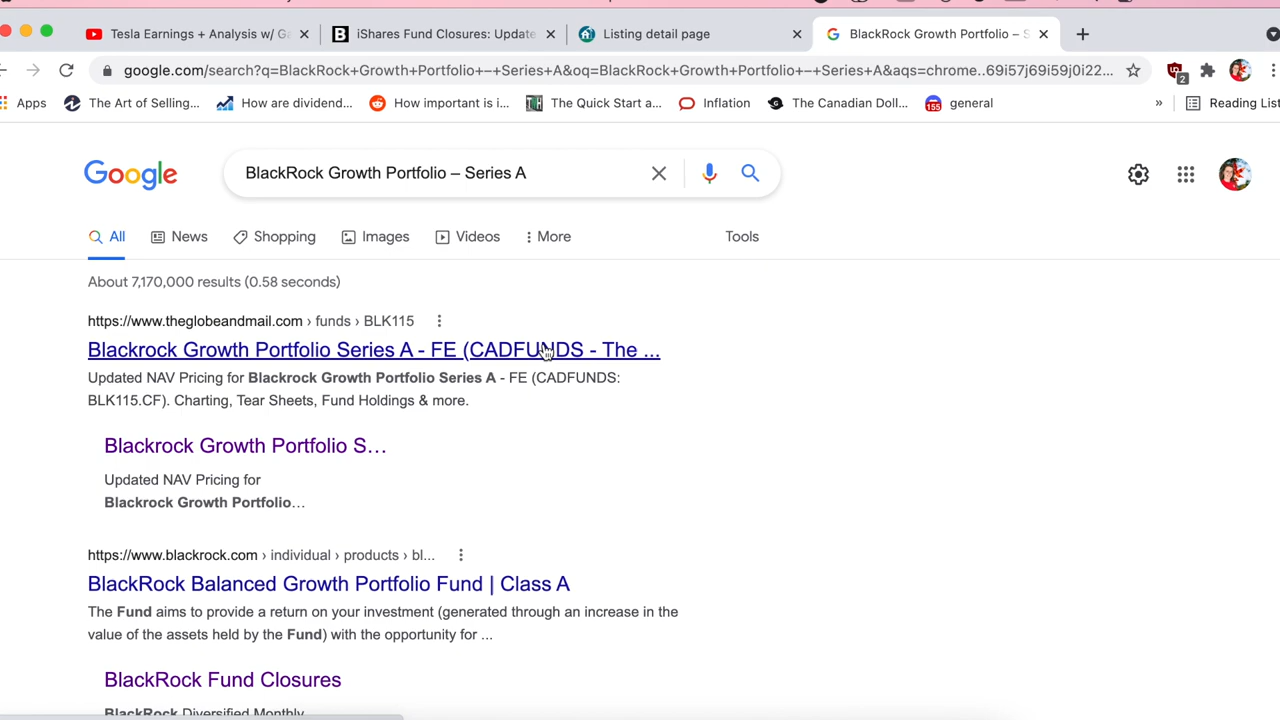 Tesla Earnings + Analysis w/ Ga
iShares Fund Closures: Update
Listing detail page
BlackRock Growth Portfolio – S
google.com/search?q=BlackRock+Growth+Portfolio+–+Series+A&oq=BlackRock+Growth+Portfolio+–+Series+A&aqs=chrome..69i57j69i59j0i22...
2
Apps
The Art of Selling...
How are dividend...
How important is i...
The Quick Start a...
Inflation
The Canadian Doll...
155
general
»
Reading List
Google
BlackRock Growth Portfolio – Series A
All
News
Shopping
Images
Videos
More
Tools
About 7,170,000 results (0.58 seconds)
https://www.theglobeandmail.com › funds › BLK115
Blackrock Growth Portfolio Series A - FE (CADFUNDS - The ...
Updated NAV Pricing for Blackrock Growth Portfolio Series A - FE (CADFUNDS:
BLK115.CF). Charting, Tear Sheets, Fund Holdings & more.
Blackrock Growth Portfolio S...
Updated NAV Pricing for
Blackrock Growth Portfolio...
https://www.blackrock.com › individual › products › bl...
BlackRock Balanced Growth Portfolio Fund | Class A
The Fund aims to provide a return on your investment (generated through an increase in the
value of the assets held by the Fund) with the opportunity for ...
BlackRock Fund Closures
BlackRock Diversified Monthly